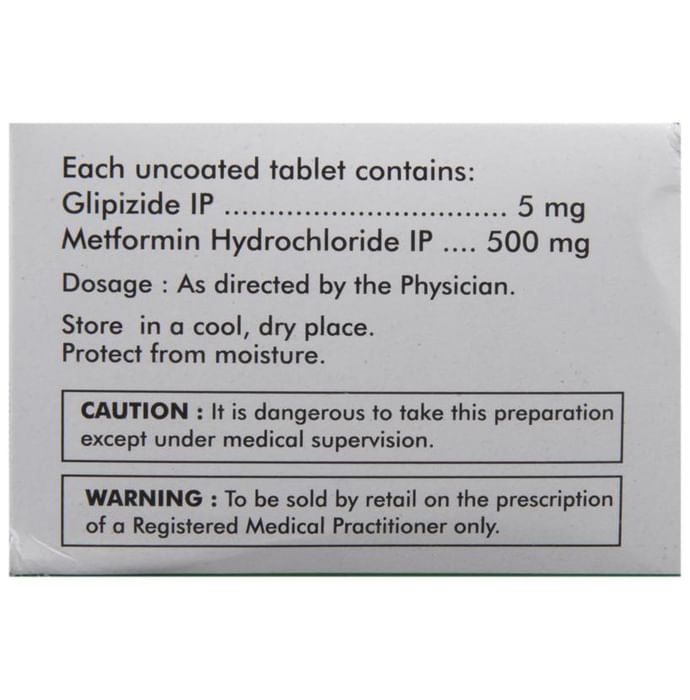 Each uncoated tablet contains:
Glipizide IP ................................ 5 mg
Metformin Hydrochloride IP .... 500 mg
Dosage : As directed by the Physician.
Store in a cool, dry place.
Protect from moisture.
CAUTION : It is dangerous to take this preparation
except under medical supervision.
WARNING : To be sold by retail on the prescription
of a Registered Medical Practitioner only.